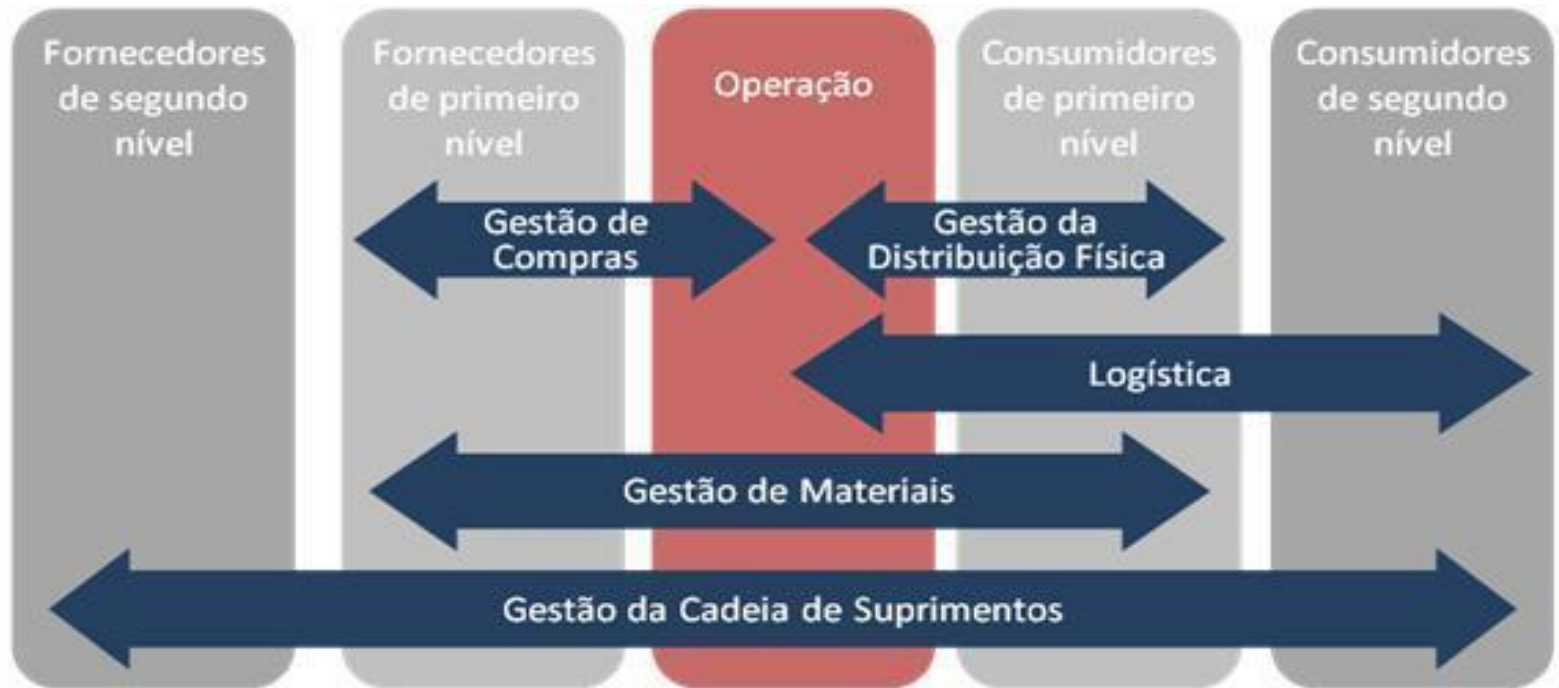 Fornecedores
de segundo
nível
Fornecedores
de primeiro
nível
Operação
Consumidores
de primeiro
nível
Consumidores
de segundo
nível
Gestão de
Compras
Gestão da
Distribuição Física
Logística
Gestão de Materiais
Gestão da Cadeia de Suprimentos